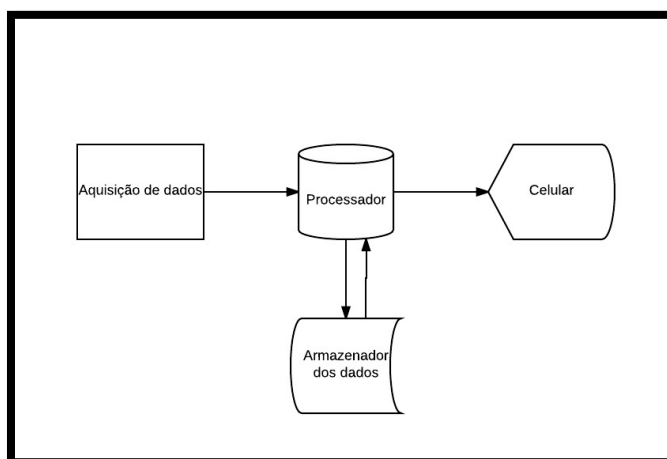 Aquisição de dados
Processador
Celular
Armazenador
dos dados